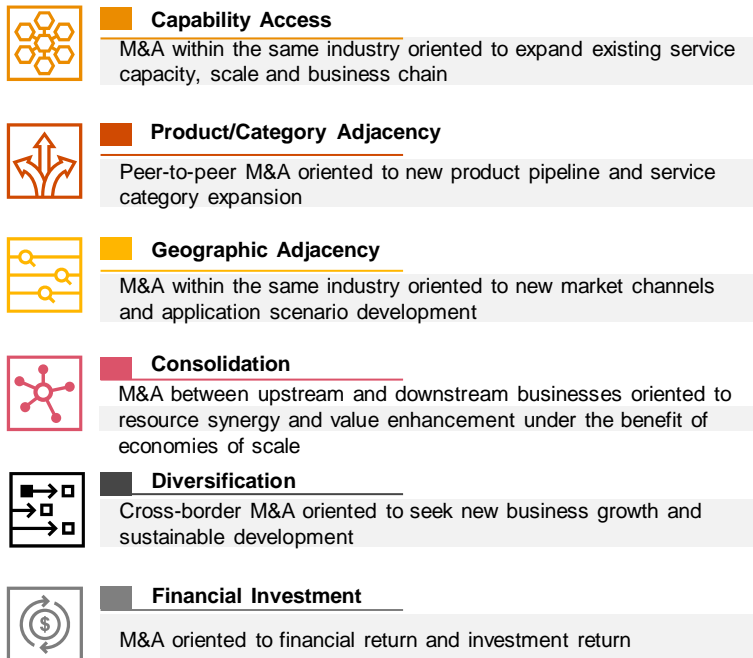 Capability Access
M&A within the same industry oriented to expand existing service
capacity, scale and business chain
Product/Category Adjacency
Peer-to-peer M&A oriented to new product pipeline and service
category expansion
Geographic Adjacency
M&A within the same industry oriented to new market channels
and application scenario development
Consolidation
M&A between upstream and downstream businesses oriented to
resource synergy and value enhancement under the benefit of
economies of scale
Diversification
Cross-border M&A oriented to seek new business growth and
sustainable development
$
Financial Investment
M&A oriented to financial return and investment return